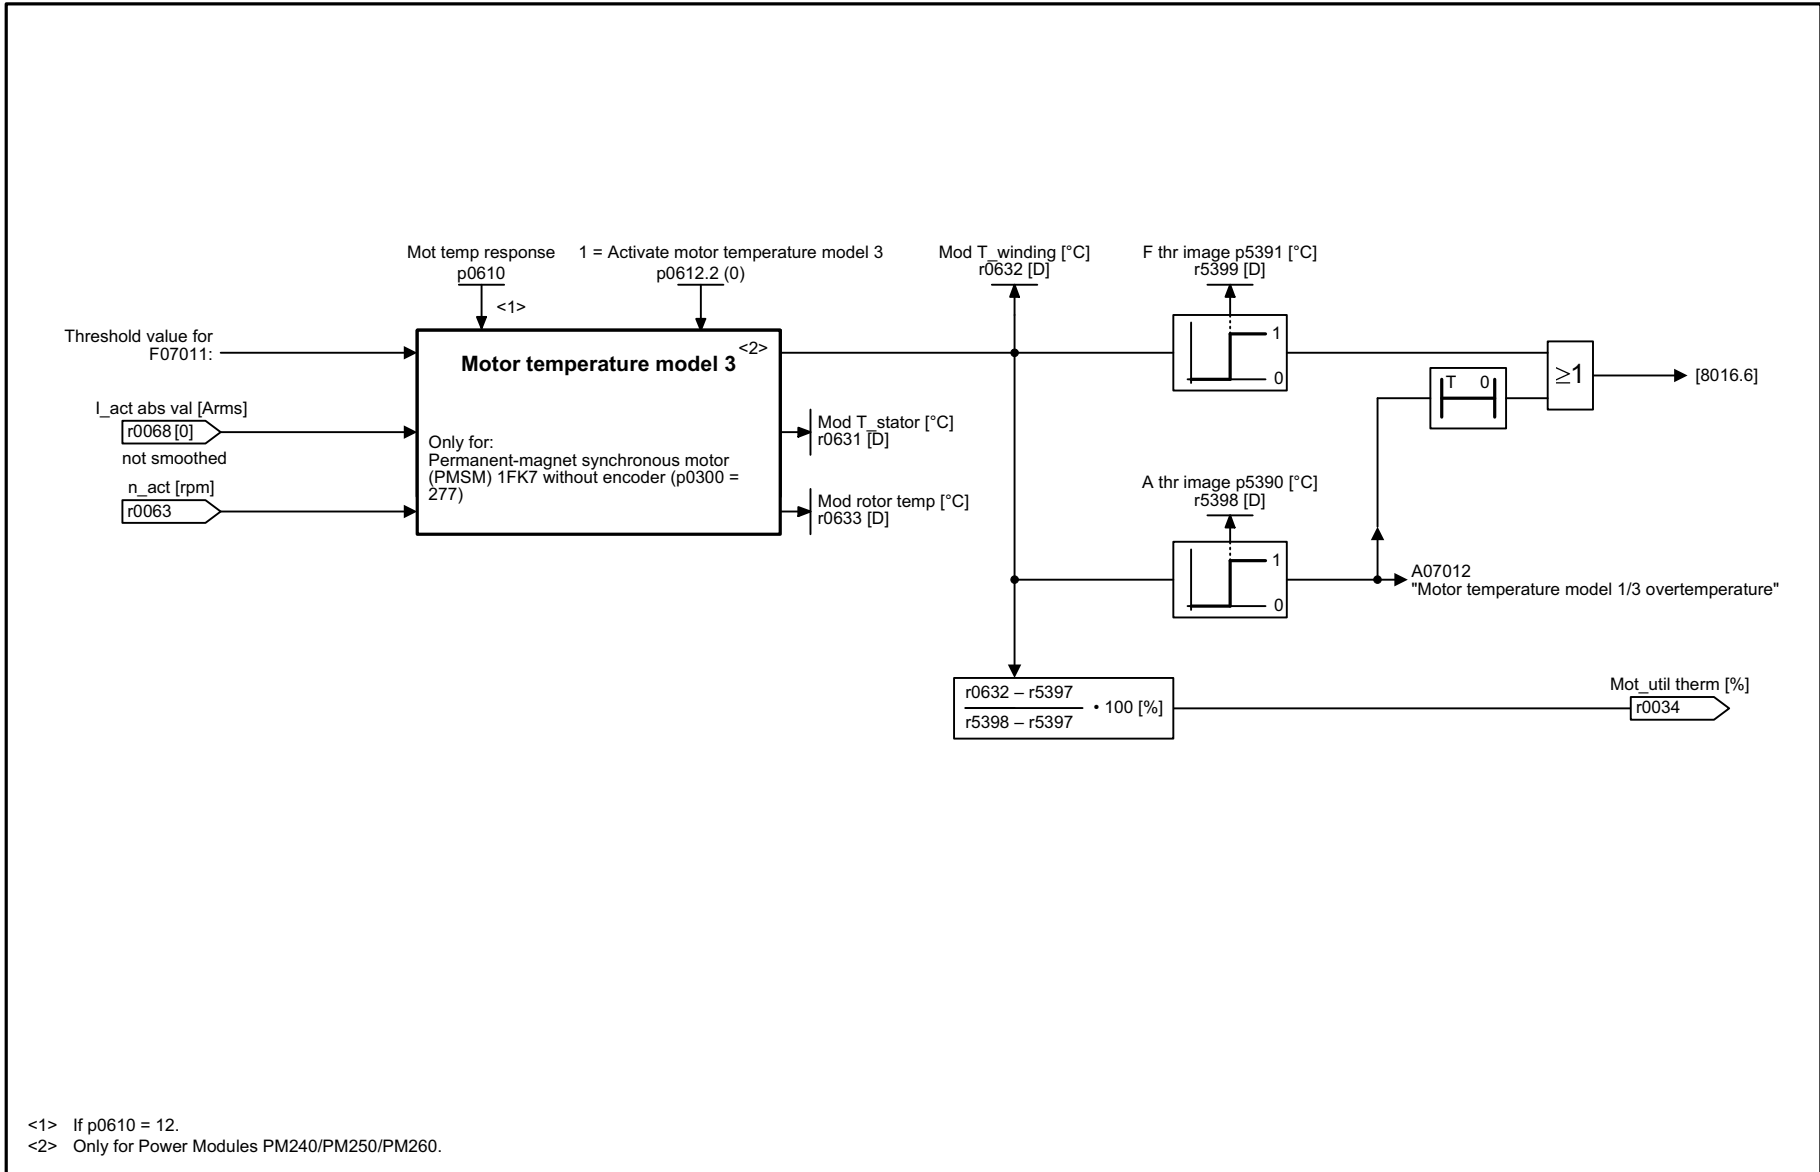 Mot temp response
p0610
<1>
1 = Activate motor temperature model 3
p0612.2 (0)
Mod T_winding [°C]
r0632 [D]
F thr image p5391 [°C]
r5399 [D]
Threshold value for
F07011:
I_act abs val [Arms]
r0068 [0]
not smoothed
n_act [rpm]
r0063
Motor temperature model 3
<2>
Only for:
Permanent-magnet synchronous motor
(PMSM) 1FK7 without encoder (p0300 =
277)
Mod T_stator [°C]
r0631 [D]
Mod rotor temp [°C]
r0633 [D]
1
0
T 0
≥1
[8016.6]
A thr image p5390 [°C]
r5398 [D]
1
0
A07012
"Motor temperature model 1/3 overtemperature"
r0632 – r5397
r5398 – r5397
• 100 [%]
Mot_util therm [%]
r0034
<1> If p0610 = 12.
<2> Only for Power Modules PM240/PM250/PM260.